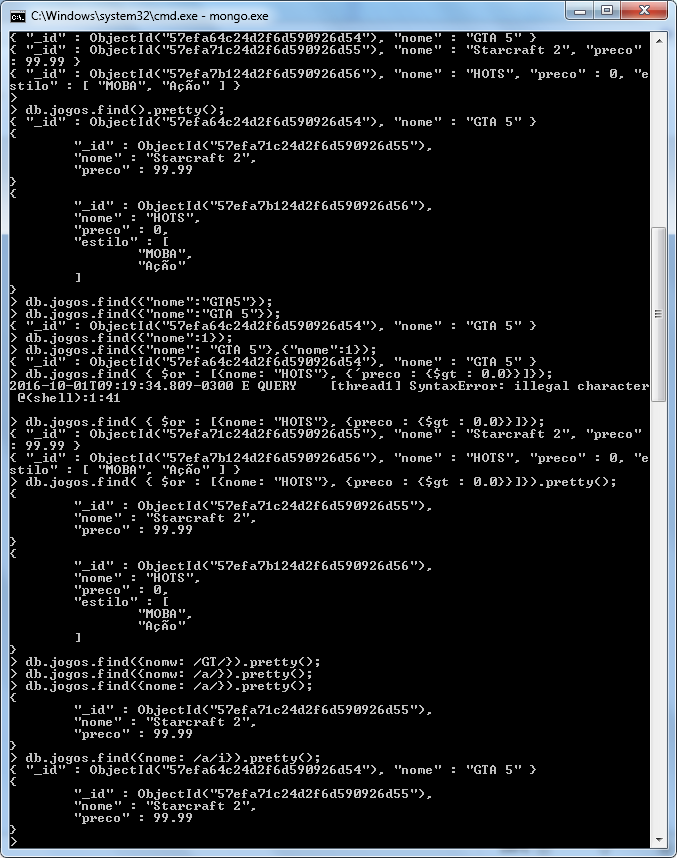 C:\Windows\system32\cmd.exe - mongo.exe
{ "_id" : ObjectId("57efa64c24d2f6d590926d54"), "nome" : "GTA 5" }
{ "_id" : ObjectId("57efa71c24d2f6d590926d55"), "nome" : "Starcraft 2", "preco"
: 99.99 }
{ "_id" : ObjectId("57efa7b124d2f6d590926d56"), "nome" : "HOTS", "preco" : 0, "e
stilo" : [ "MOBA", "Ação" ] }
>
> db.jogos.find().pretty();
{ "_id" : ObjectId("57efa64c24d2f6d590926d54"), "nome" : "GTA 5" }
{
"_id" : ObjectId("57efa71c24d2f6d590926d55"),
"nome" : "Starcraft 2",
"preco" : 99.99
}
{
"_id" : ObjectId("57efa7b124d2f6d590926d56"),
"nome" : "HOTS",
"preco" : 0,
"estilo" : [
"MOBA",
"Ação"
]
}
> db.jogos.find({"nome":"GTA5"});
> db.jogos.find({"nome":"GTA 5"});
{ "_id" : ObjectId("57efa64c24d2f6d590926d54"), "nome" : "GTA 5" }
> db.jogos.find({"nome":1});
> db.jogos.find({"nome": "GTA 5"},{"nome":1});
{ "_id" : ObjectId("57efa64c24d2f6d590926d54"), "nome" : "GTA 5" }
> db.jogos.find( { $or : [{nome: "HOTS"}, {´preco : {$gt : 0.0}}]});
2016-10-01T09:19:34.809-0300 E QUERY    [thread1] SyntaxError: illegal character
@(shell):1:41
> db.jogos.find( { $or : [{nome: "HOTS"}, {preco : {$gt : 0.0}}]});
{ "_id" : ObjectId("57efa71c24d2f6d590926d55"), "nome" : "Starcraft 2", "preco"
: 99.99 }
{ "_id" : ObjectId("57efa7b124d2f6d590926d56"), "nome" : "HOTS", "preco" : 0, "e
stilo" : [ "MOBA", "Ação" ] }
> db.jogos.find( { $or : [{nome: "HOTS"}, {preco : {$gt : 0.0}}]}).pretty();
{
"_id" : ObjectId("57efa71c24d2f6d590926d55"),
"nome" : "Starcraft 2",
"preco" : 99.99
}
{
"_id" : ObjectId("57efa7b124d2f6d590926d56"),
"nome" : "HOTS",
"preco" : 0,
"estilo" : [
"MOBA",
"Ação"
]
}
> db.jogos.find({nomw: /GT/}).pretty();
> db.jogos.find({nomw: /a/}).pretty();
> db.jogos.find({nome: /a/}).pretty();
{
"_id" : ObjectId("57efa71c24d2f6d590926d55"),
"nome" : "Starcraft 2",
"preco" : 99.99
}
> db.jogos.find({nome: /a/i}).pretty();
{ "_id" : ObjectId("57efa64c24d2f6d590926d54"), "nome" : "GTA 5" }
{
"_id" : ObjectId("57efa71c24d2f6d590926d55"),
"nome" : "Starcraft 2",
"preco" : 99.99
}
>